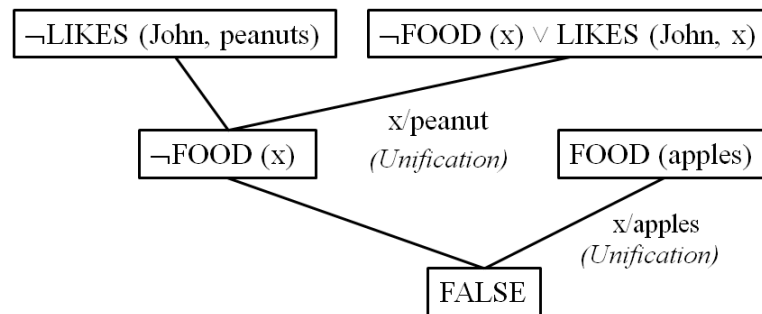 ¬LIKES (John, peanuts)
¬FOOD (x) ∨ LIKES (John, x)
x/peanut
(Unification)
¬FOOD (x)
FOOD (apples)
x/apples
(Unification)
FALSE